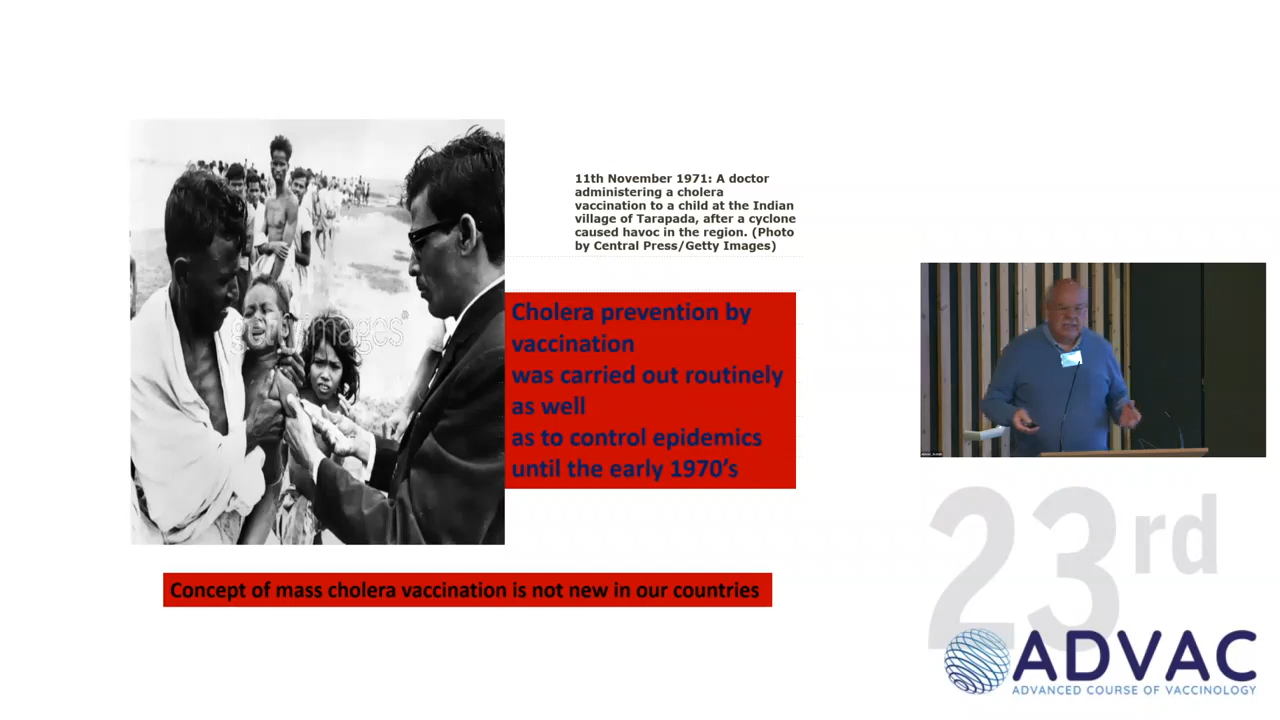 11th November 1971: A doctor
administering a cholera
vaccination to a child at the Indian
village of Tarapada, after a cyclone
caused havoc in the region. (Photo
by Central Press/Getty Images)
gettyimages®
Cholera prevention by
vaccination
was carried out routinely
as well
as to control epidemics
until the early 1970's
Concept of mass cholera vaccination is not new in our countries
23rd
ADVAC
ADVANCED COURSE OF VACCINOLOGY